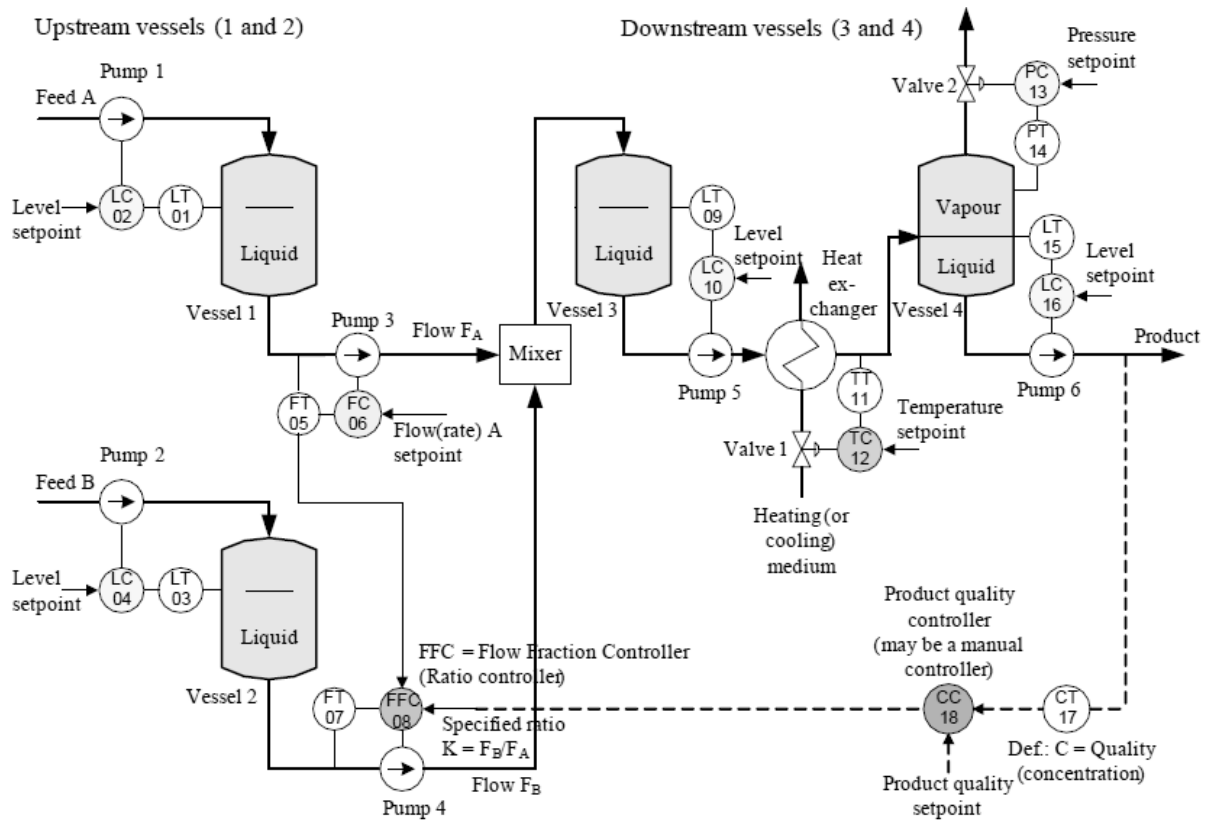 Upstream vessels (1 and 2)
Downstream vessels (3 and 4)
Pump 1
Feed A
Level
setpoint
LC
02
LT
01
Liquid
Vessel 1
Pump 3
Flow FA
FT
05
FC
06
Flow(rate) A
setpoint
Mixer
Pump 2
Feed B
Level
setpoint
LC
04
LT
03
Liquid
Vessel 2
FT
07
FFC
08
FFC = Flow Fraction Controller
(Ratio controller)
Specified ratio
K = FB/FA
Pump 4
Flow FB
Liquid
Vessel 3
LT
09
LC
10
Level
setpoint
Pump 5
Heat
ex-
changer
TT
11
TC
12
Temperature
setpoint
Valve 1
Heating (or
cooling)
medium
Valve 2
PC
13
Pressure
setpoint
PT
14
Vapour
Liquid
Vessel 4
LT
15
LC
16
Level
setpoint
Pump 6
Product
Product quality
controller
(may be a manual
controller)
CC
18
CT
17
Def.: C = Quality
(concentration)
Product quality
setpoint